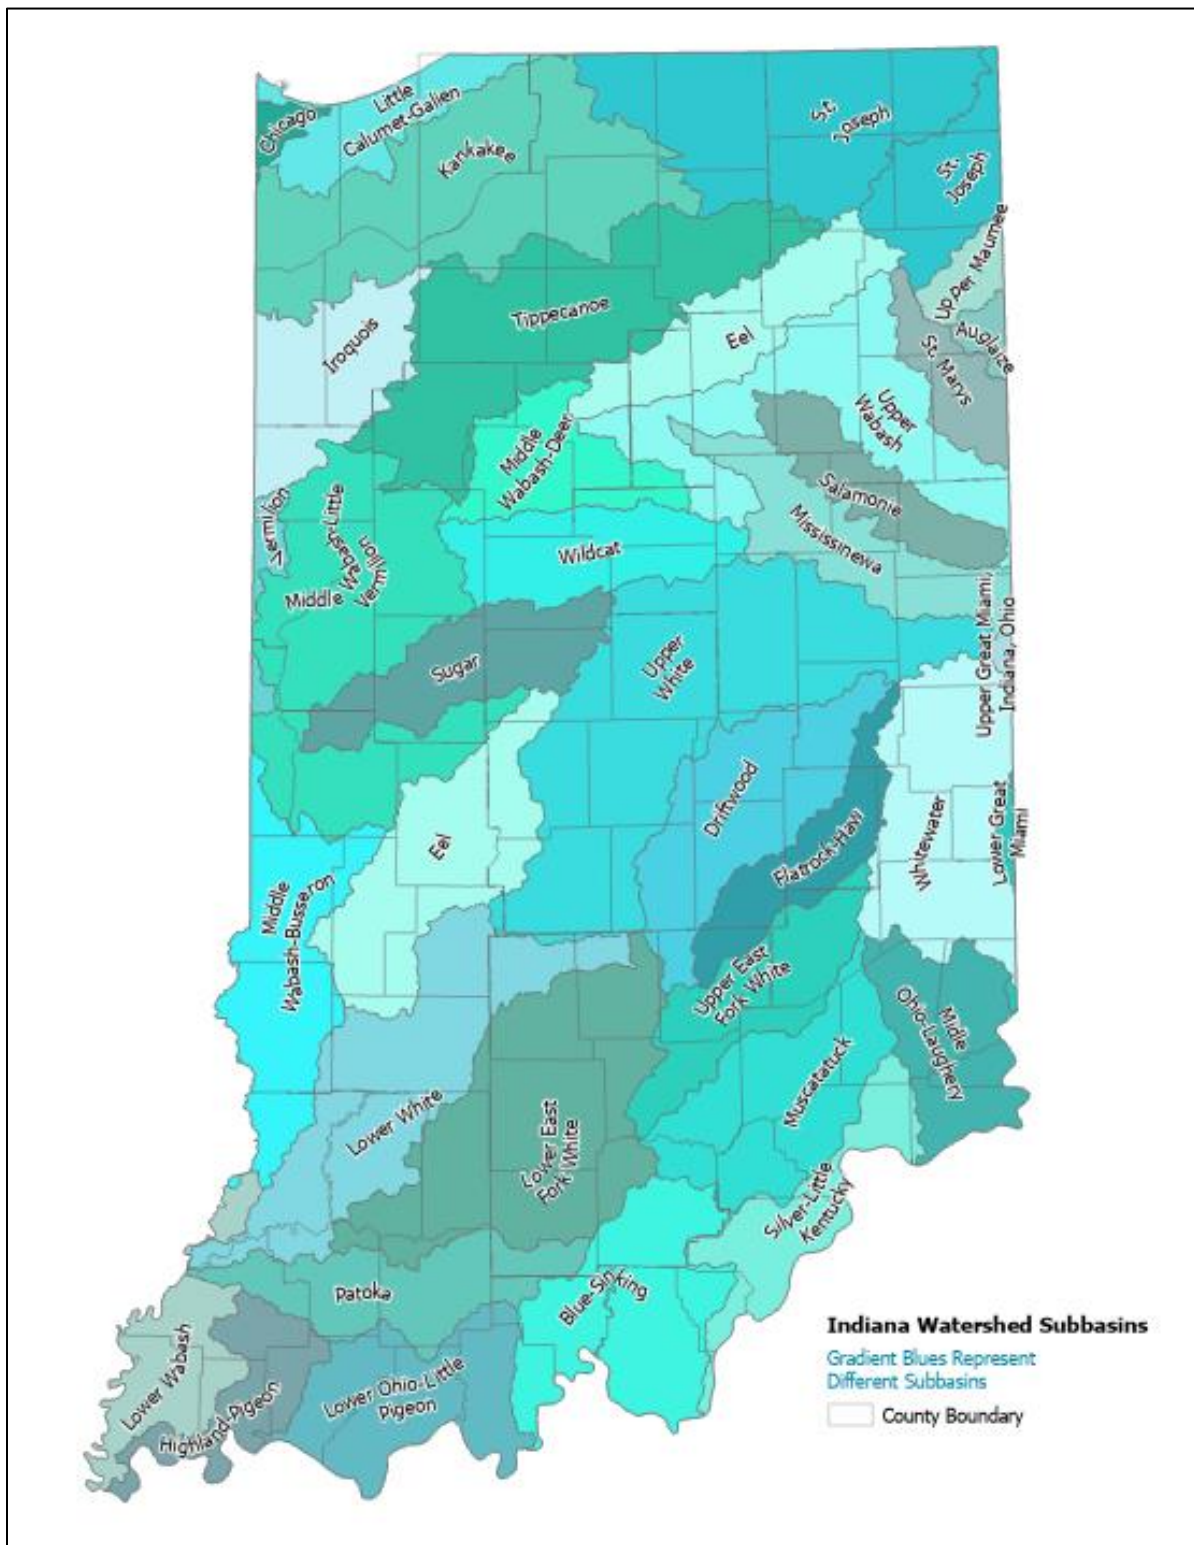 Chicago
Little
Calumet-Galien
Kankakee
St.
Joseph
St.
Joseph
Upper Maumee
Auglaize
St. Marys
Tippecanoe
Iroquois
Eel
Upper
Wabash
Middle
Wabash-Deer
Salamonie
Mississinewa
Vermilion
Middle Wabash-Little
Vermilion
Wildcat
Upper Great Miami,
Indiana, Ohio
Sugar
Upper
White
Driftwood
Flatrock-Haw
Whitewater
Lower Great
Miami
Eel
Middle
Wabash-Busseron
Upper East
Fork White
Midle
Ohio-Laughery
Muscatatuck
Lower White
Lower East
Fork White
Silver-Little
Kentucky
Patoka
Blue-Sinking
Lower Wabash
Highland-Pigeon
Lower Ohio-Little
Pigeon
Indiana Watershed Subbasins
Gradient Blues Represent
Different Subbasins
County Boundary